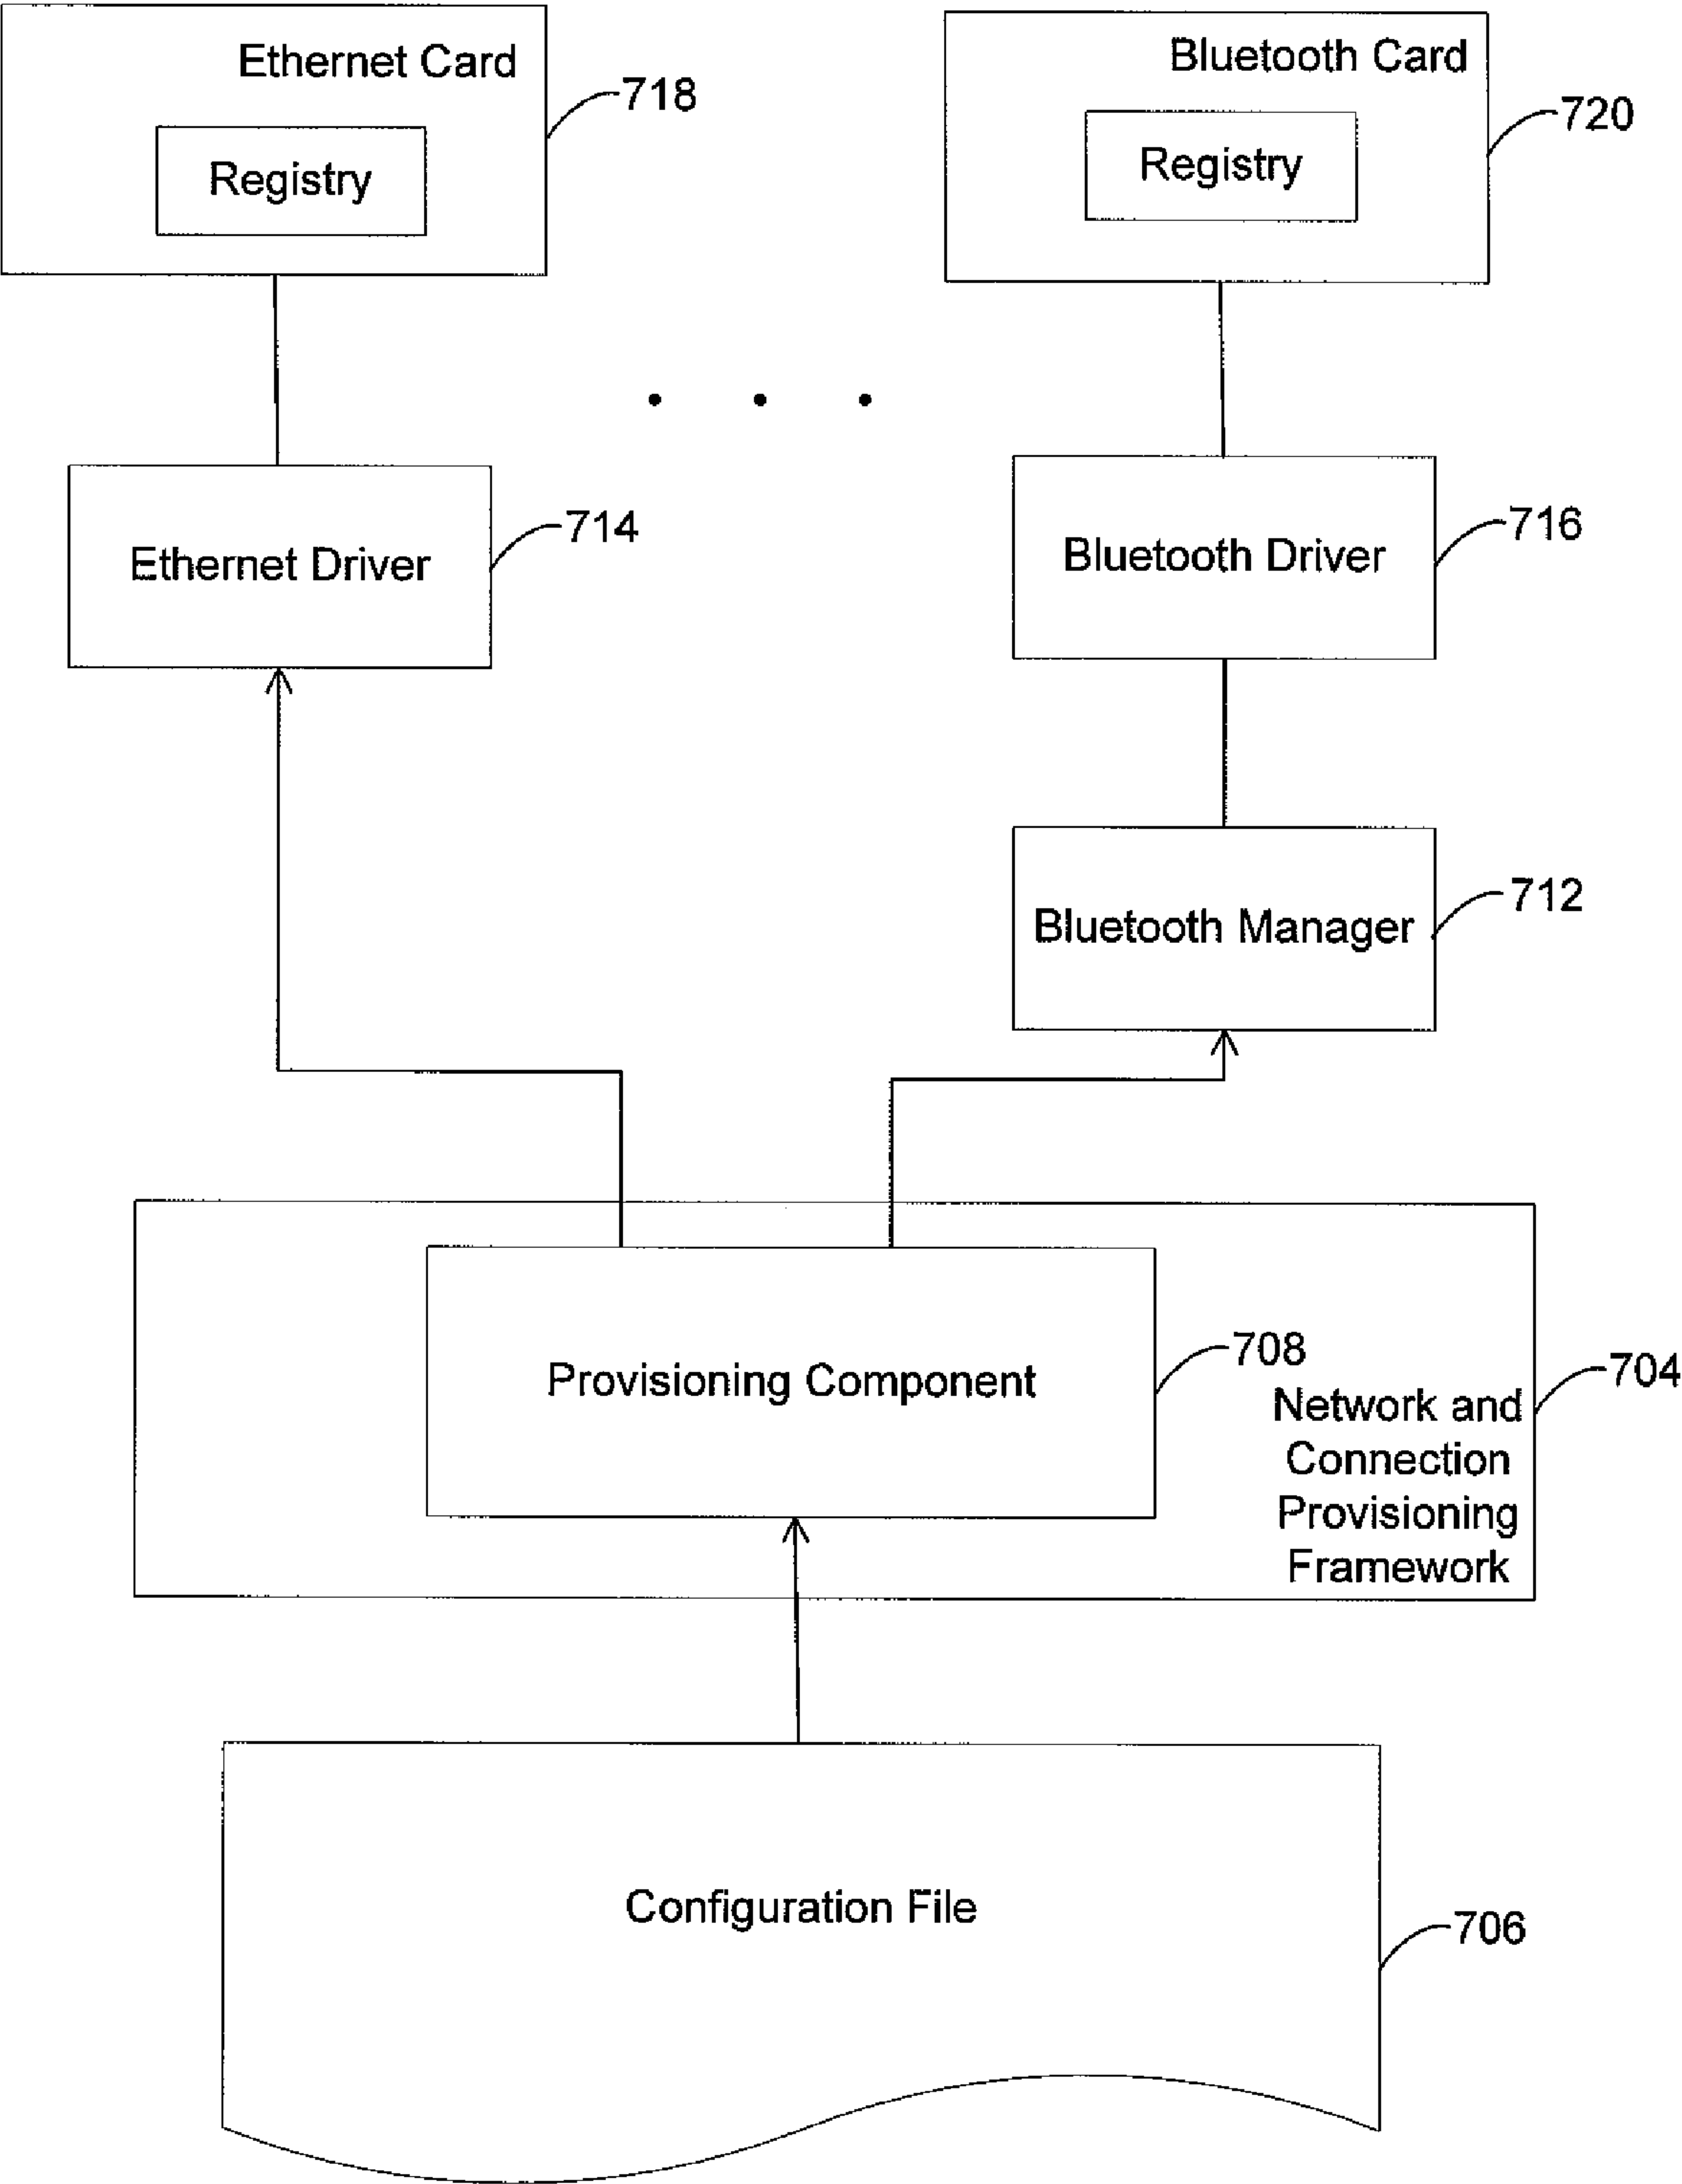 Ethernet Card
718
Registry
Bluetooth Card
720
Registry
Ethernet Driver
714
Bluetooth Driver
716
Bluetooth Manager
712
Provisioning Component
708
704
Network and
Connection
Provisioning
Framework
Configuration File
706